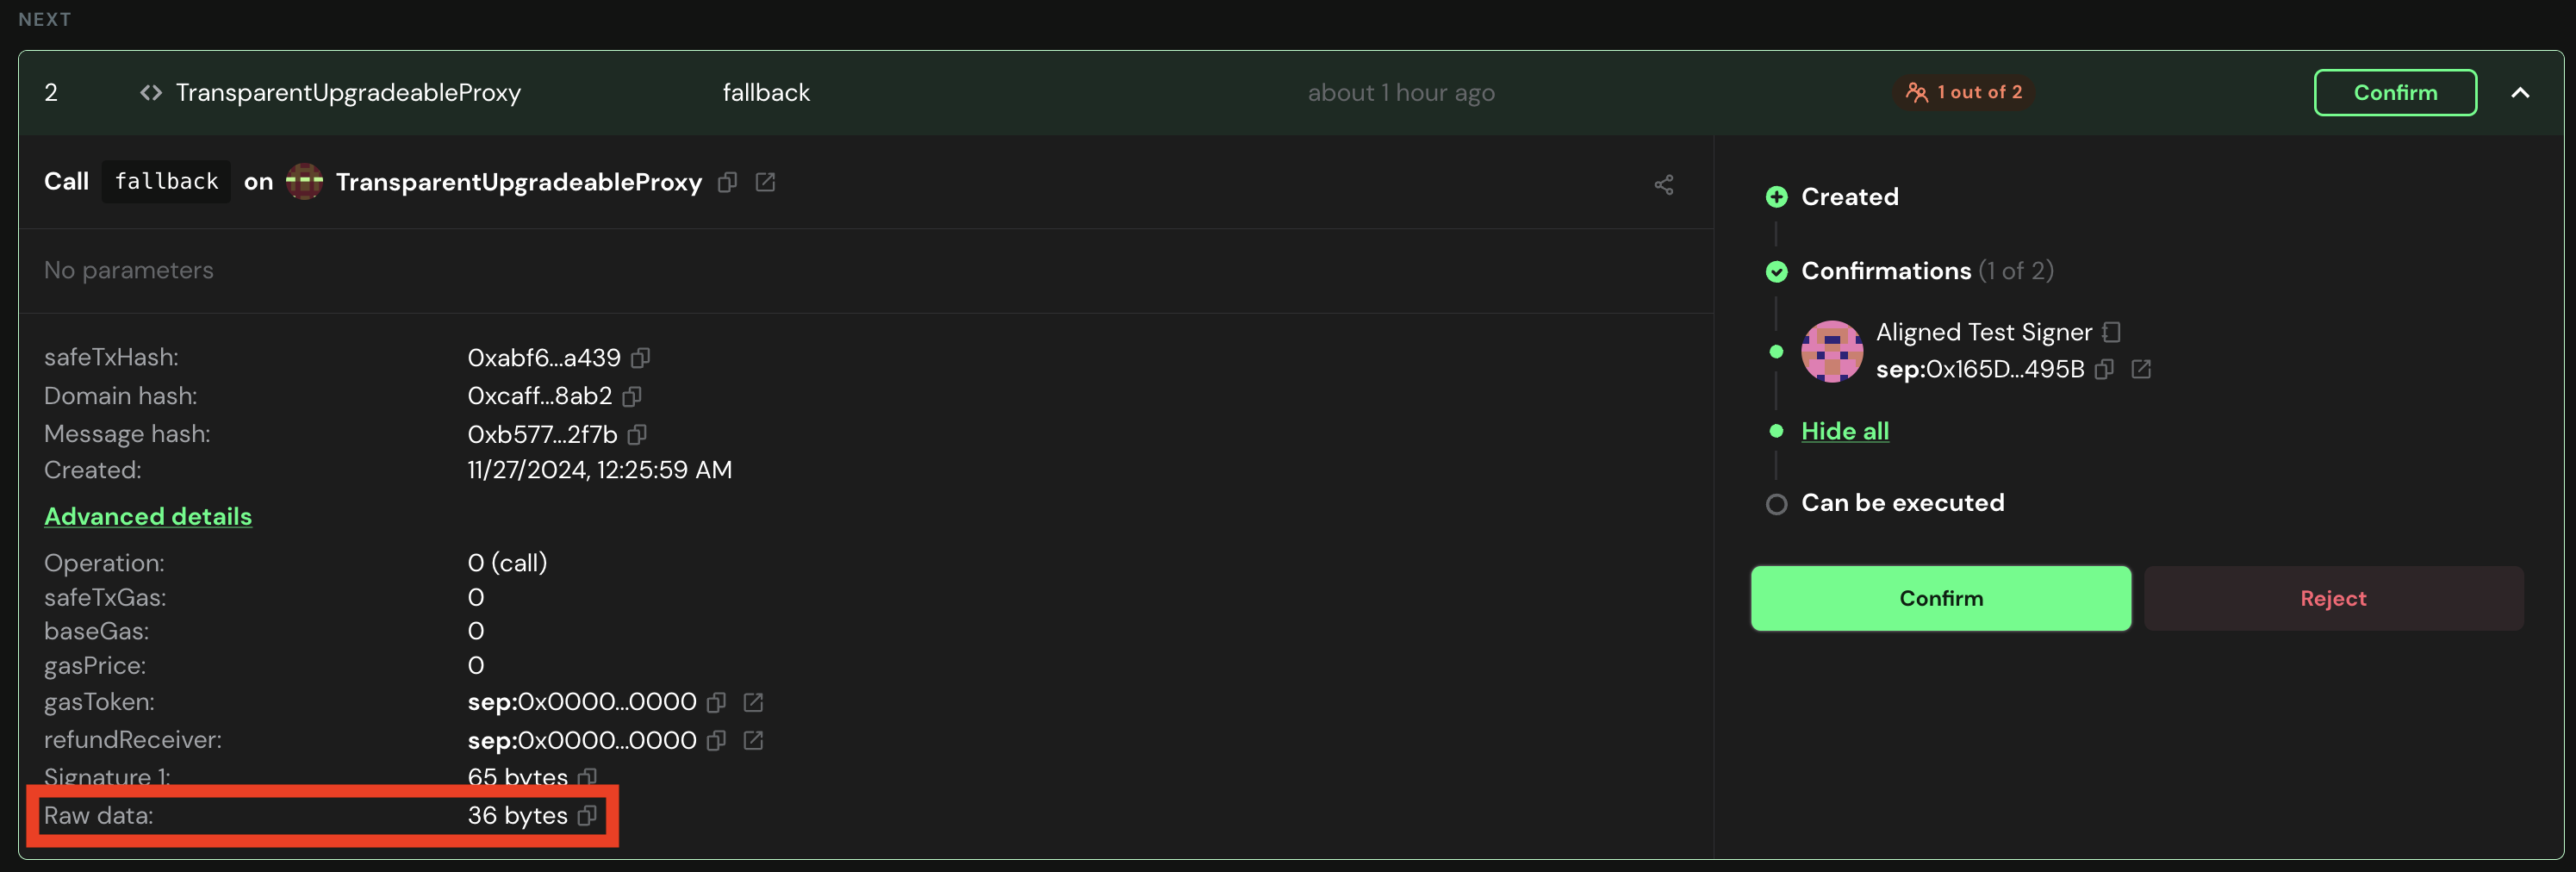 NEXT
2 TransparentUpgradeableProxy fallback about 1 hour ago 1 out of 2 Confirm
Call fallback on TransparentUpgradeableProxy
No parameters
safeTxHash: 0xabf6...a439
Domain hash: 0xcaff...8ab2
Message hash: 0xb577...2f7b
Created: 11/27/2024, 12:25:59 AM
Advanced details
Operation: 0 (call)
safeTxGas: 0
baseGas: 0
gasPrice: 0
gasToken: sep:0x0000...0000
refundReceiver: sep:0x0000...0000
Signature 1: 65 bytes
Raw data: 36 bytes
Created
Confirmations (1 of 2)
Aligned Test Signer
sep:0x165D...495B
Hide all
Can be executed
Confirm Reject